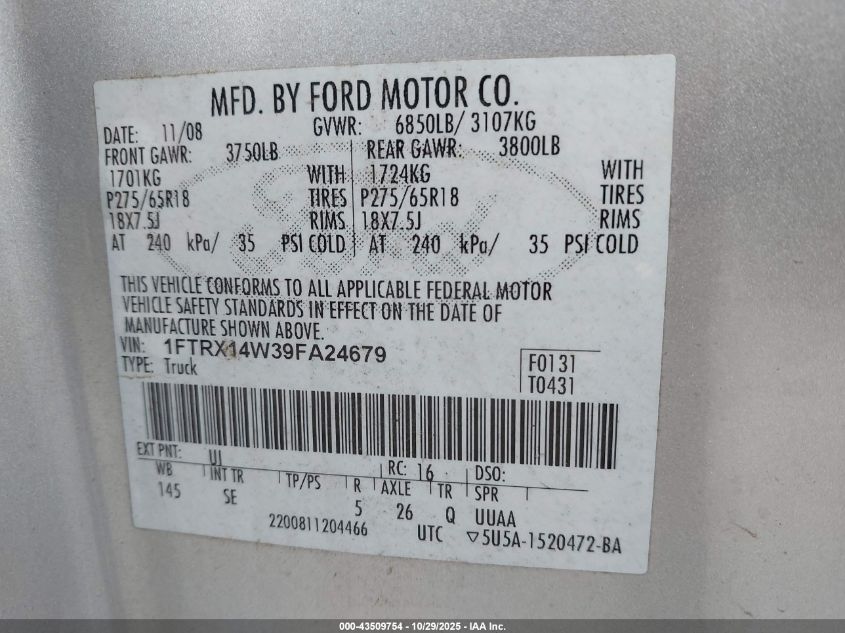 MFD. BY FORD MOTOR CO.
DATE: 11/08 GVWR: 6850LB/ 3107KG
FRONT GAWR: 3750LB REAR GAWR: 3800LB
1701KG WITH 1724KG WITH
P275/65R18 TIRES P275/65R18 TIRES
18X7.5J RIMS 18X7.5J RIMS
AT 240 kPa/ 35 PSI COLD AT 240 kPa/ 35 PSI COLD
THIS VEHICLE CONFORMS TO ALL APPLICABLE FEDERAL MOTOR
VEHICLE SAFETY STANDARDS IN EFFECT ON THE DATE OF
MANUFACTURE SHOWN ABOVE.
VIN: 1FTRX14W39FA24679
TYPE: Truck
F0131
T0431
EXT PNT: UJ RC: 16 DSO:
WB INT TR TP/PS R AXLE TR SPR
145 SE 5 26 Q UUAA
2200811204466 UTC ▽5U5A-1520472-BA
000-43509754 - 10/29/2025 - IAA Inc.